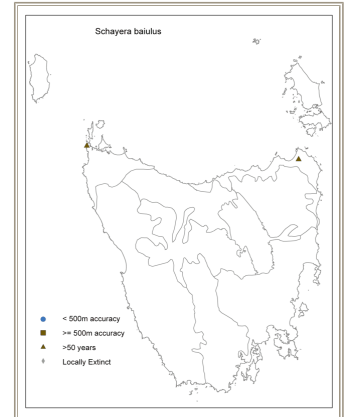 Schayera baiulus
< 500m accuracy
>= 500m accuracy
>50 years
Locally Extinct